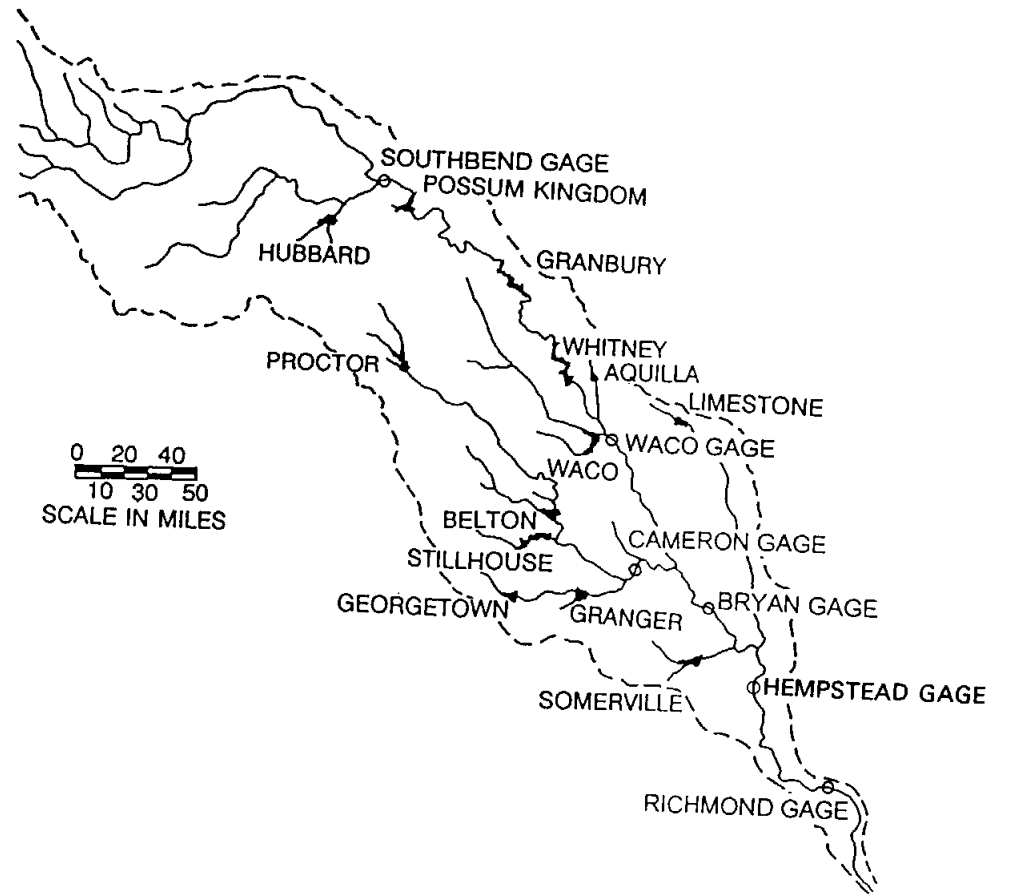 SOUTHBEND GAGE
POSSUM KINGDOM
HUBBARD
GRANBURY
WHITNEY
PROCTOR
AQUILLA
LIMESTONE
WACO GAGE
0 20 40
WACO
10 30 50
SCALE IN MILES
BELTON
CAMERON GAGE
STILLHOUSE
GEORGETOWN
BRYAN GAGE
GRANGER
HEMPSTEAD GAGE
SOMERVILLE
RICHMOND GAGE